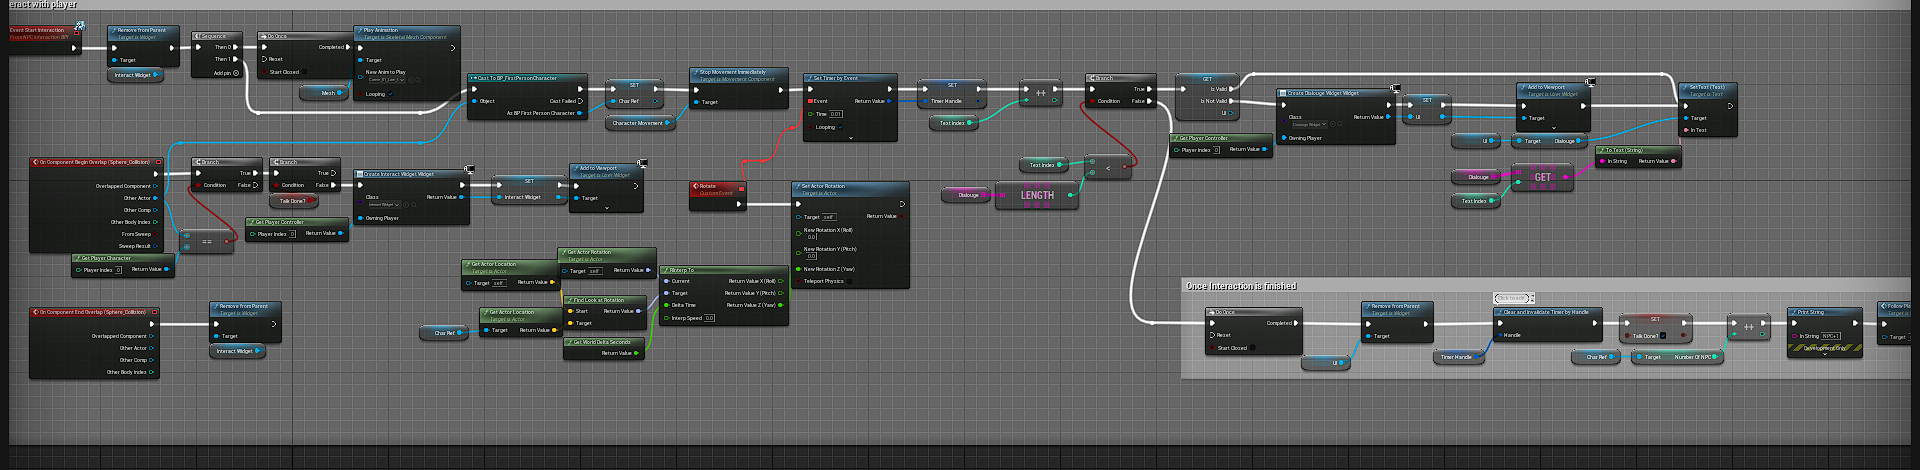 eract with player
Event Start Interaction
From NPC Interaction BPI
Remove from Parent
Target is Widget
Target
Interact Widget
Sequence
Then 0
Then 1
Add pin
Do Once
Completed
Reset
Start Closed
Mesh
Play Animation
Target is Skeletal Mesh Component
Target
New Anim to Play
Looping
Cast To BP_FirstPersonCharacter
Object
Cast Failed
As BP First Person Character
SET
Char Ref
Character Movement
Stop Movement Immediately
Target is Movement Component
Target
Set Timer by Event
Event
Return Value
Time 0.01
Looping
SET
Timer Handle
Text Index
++
Branch
True
Condition
False
GET
Is Valid
Is Not Valid
UI
Get Player Controller
Player Index 0
Return Value
Create Dialouge Widget Widget
Class
Return Value
Owning Player
SET
UI
Add to Viewport
Target is User Widget
Target
UI
Target
Dialouge
SetText (Text)
Target is Text
Target
In Text
To Text (String)
In String
Return Value
Dialouge
Text Index
GET
On Component Begin Overlap (Sphere_Collision)
Overlapped Component
Other Actor
Other Comp
Other Body Index
From Sweep
Sweep Result
Get Player Character
Player Index 0
Return Value
==
Branch
True
Condition
False
Branch
True
Condition
False
Talk Done?
Get Player Controller
Player Index 0
Return Value
Create Interact Widget Widget
Class
Return Value
Owning Player
SET
Interact Widget
Add to Viewport
Target is User Widget
Target
Rotate
Custom Event
Set Actor Rotation
Target is Actor
Target self
Return Value
New Rotation X (Roll)
0.0
New Rotation Y (Pitch)
0.0
New Rotation Z (Yaw)
Teleport Physics
Text Index
<
Dialouge
LENGTH
Get Actor Location
Target is Actor
Target self
Return Value
Get Actor Rotation
Target is Actor
Target self
Return Value
Find Look at Rotation
Start
Return Value
Target
Char Ref
Get Actor Location
Target is Actor
Target
Return Value
Get World Delta Seconds
Return Value
RInterp To
Current
Return Value X (Roll)
Target
Return Value Y (Pitch)
Delta Time
Return Value Z (Yaw)
Interp Speed 0.0
On Component End Overlap (Sphere_Collision)
Overlapped Component
Other Actor
Other Comp
Other Body Index
Remove from Parent
Target is Widget
Target
Interact Widget
Once Interaction is finished
Click to edit
Do Once
Completed
Reset
Start Closed
UI
Remove from Parent
Target is Widget
Target
Timer Handle
Clear and Invalidate Timer by Handle
Handle
SET
Talk Done?
Char Ref
Target
Number Of NPC
++
Print String
In String NPC+1
Development Only
Follow Pla
Target